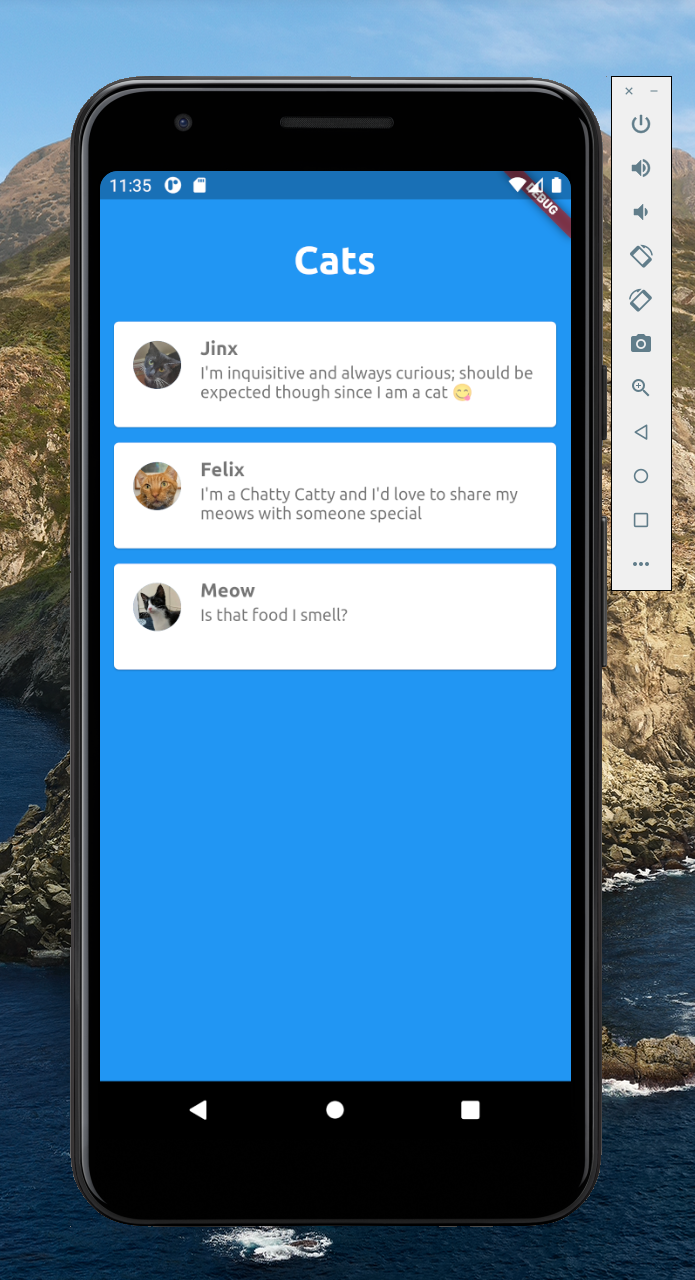 11:35
DEBUG
Cats
Jinx
I'm inquisitive and always curious; should be
expected though since I am a cat 😋
Felix
I'm a Chatty Catty and I'd love to share my
meows with someone special
Meow
Is that food I smell?